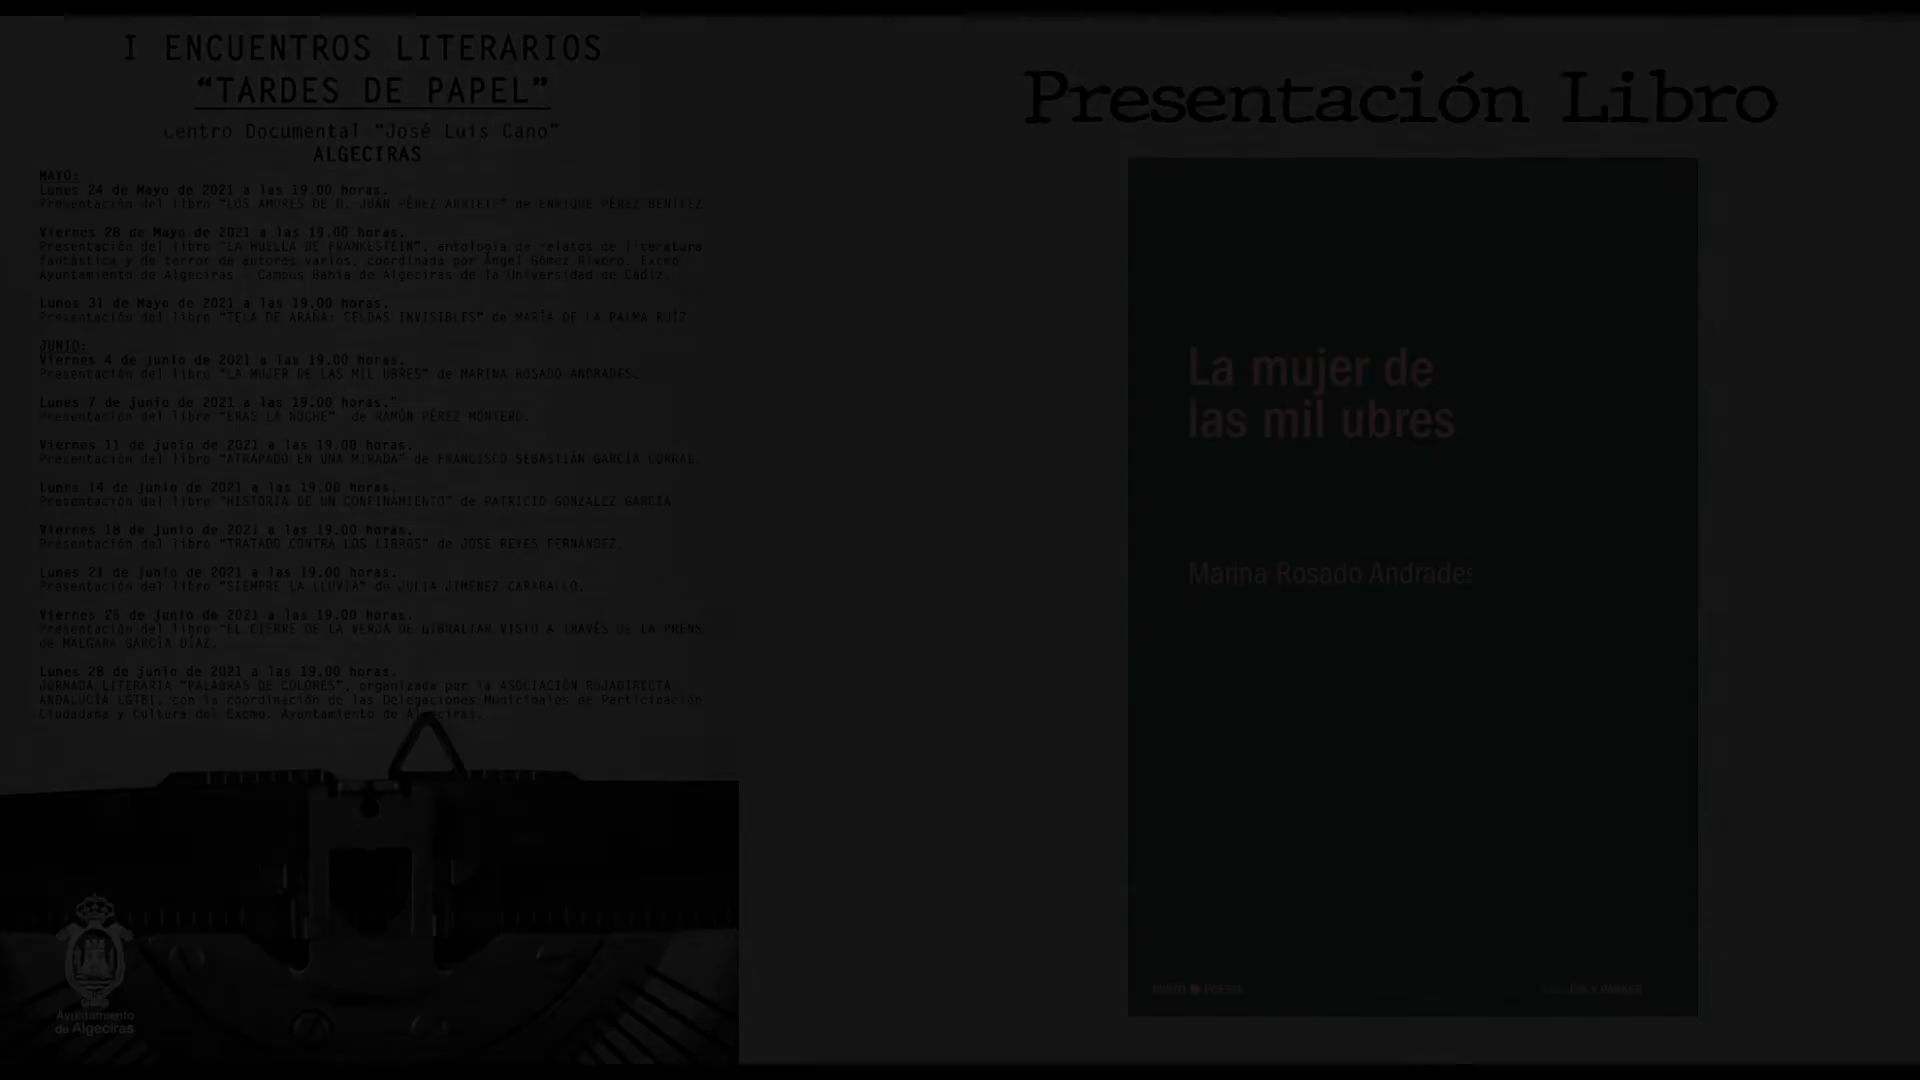 I ENCUENTROS LITERARIOS
“TARDES DE PAPEL”
Centro Documental "José Luis Cano"
ALGECIRAS
MAYO:
Lunes 24 de Mayo de 2021 a las 19.00 horas.
Presentación del libro "LOS AMORES DE D. JUAN PÉREZ ARRIETE" de ENRIQUE PÉREZ BENÍTEZ
Viernes 28 de Mayo de 2021 a las 19.00 horas.
Presentación del libro "LA HUELLA DE FRANKESTEIN", antología de relatos de literatura
fantástica y de terror de autores varios, coordinada por Ángel Gómez Rivero. Excmo
Ayuntamiento de Algeciras - Campus Bahía de Algeciras de la Universidad de Cádiz.
Lunes 31 de Mayo de 2021 a las 19.00 horas.
Presentación del libro "TELA DE ARAÑA: CELDAS INVISIBLES" de MARÍA DE LA PALMA RUÍZ
JUNIO:
Viernes 4 de junio de 2021 a las 19.00 horas.
Presentación del libro "LA MUJER DE LAS MIL UBRES" de MARINA ROSADO ANDRADES.
Lunes 7 de junio de 2021 a las 19.00 horas."
Presentación del libro "ERAS LA NOCHE" de RAMÓN PÉREZ MONTERO.
Viernes 11 de junio de 2021 a las 19.00 horas.
Presentación del libro "ATRAPADO EN UNA MIRADA" de FRANCISCO SEBASTIÁN GARCÍA CORRAL.
Lunes 14 de junio de 2021 a las 19.00 horas.
Presentación del libro "HISTORIA DE UN CONFINAMIENTO" de PATRICIO GONZALEZ GARCIA
Viernes 18 de junio de 2021 a las 19.00 horas.
Presentación del libro "TRATADO CONTRA LOS LIBROS" de JOSÉ REYES FERNÁNDEZ.
Lunes 21 de junio de 2021 a las 19.00 horas.
Presentación del libro "SIEMPRE LA LLUVIA" de JULIA JIMÉNEZ CARABALLO.
Viernes 25 de junio de 2021 a las 19.00 horas.
Presentación del libro "EL CIERRE DE LA VERJA DE GIBRALTAR VISTO A TRAVÉS DE LA PRENS
de MALGARA GARCÍA DÍAZ.
Lunes 28 de junio de 2021 a las 19.00 horas.
JORNADA LITERARIA "PALABRAS DE COLORES", organizada por la ASOCIACIÓN ROJADIRECTA
ANDALUCÍA LGTBI, con la coordinación de las Delegaciones Municipales de Participación
Ciudadana y Cultura del Excmo. Ayuntamiento de Algeciras.
Ayuntamiento
de Algeciras
Presentación Libro
La mujer de
las mil ubres
Marina Rosado Andrades
POESÍA
PARKER